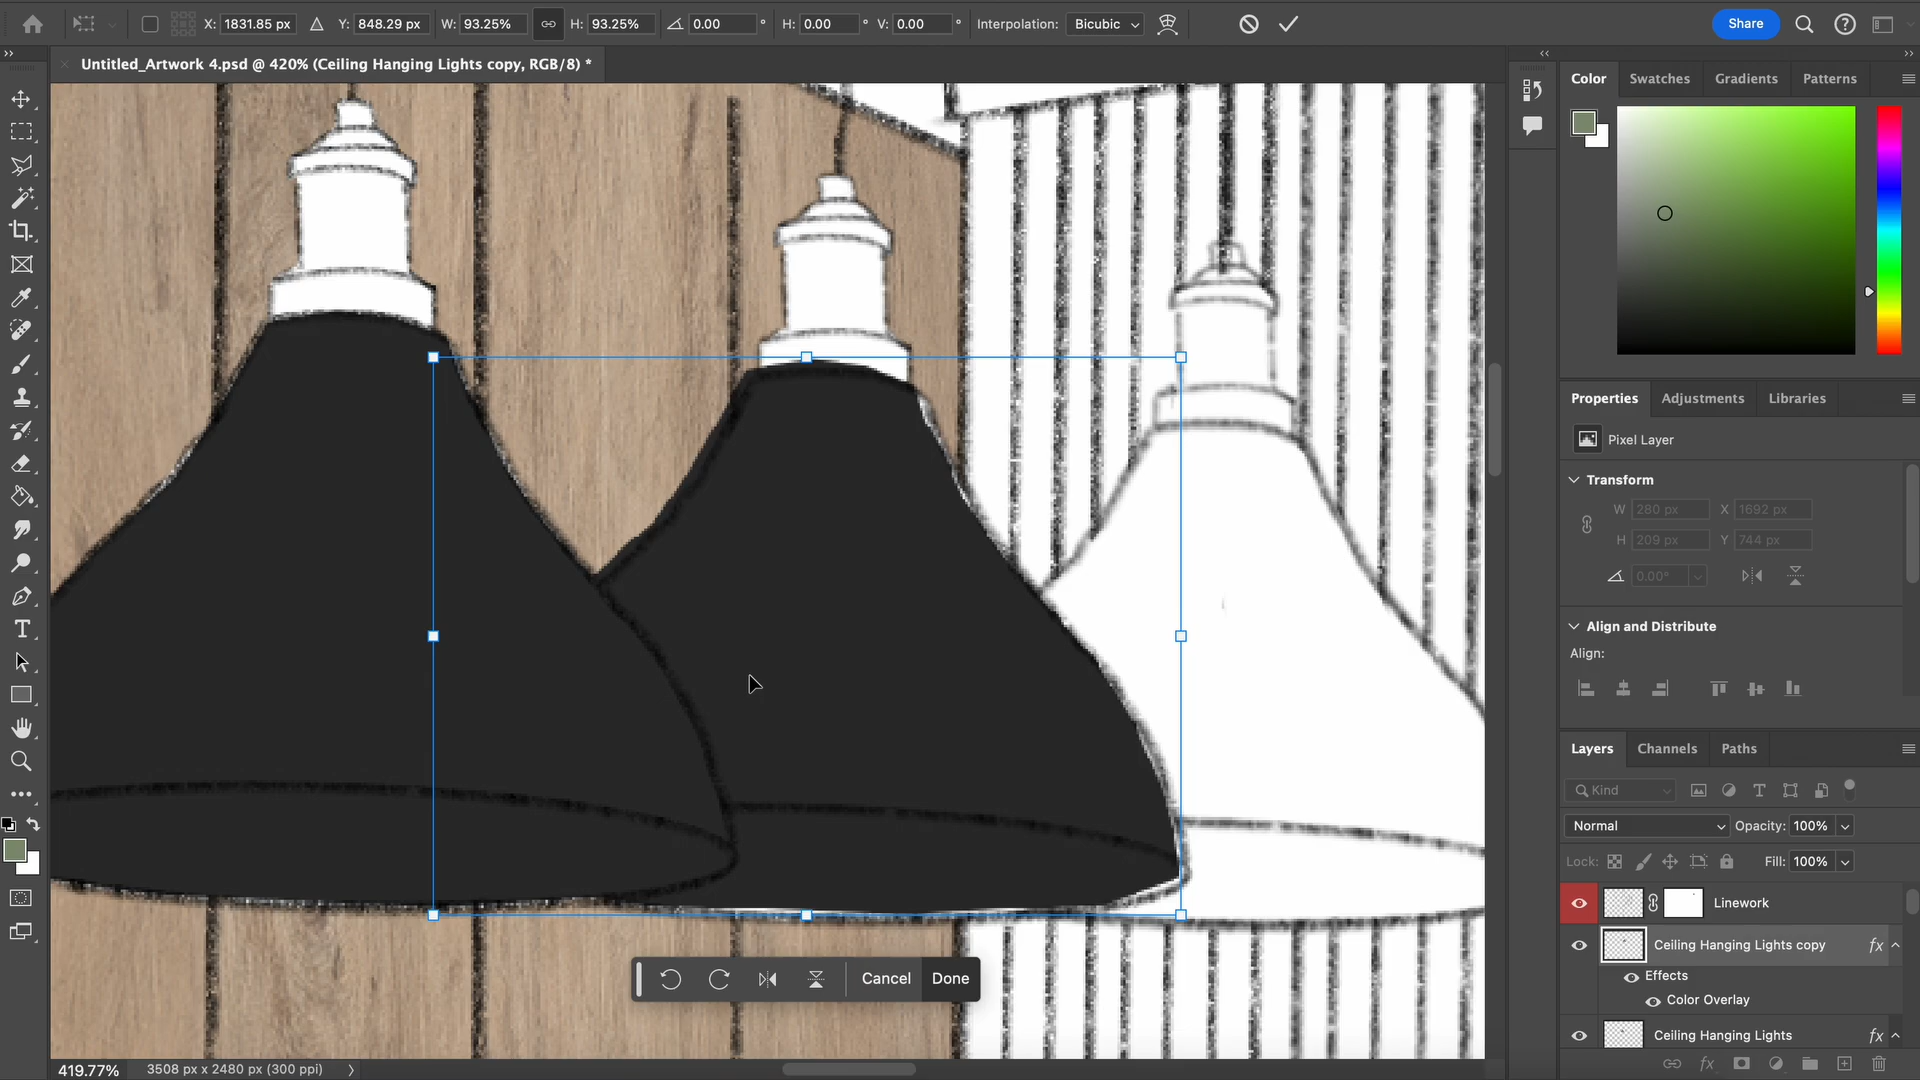 X: 1831.85 px Y: 848.29 px W: 93.25% H: 93.25% 0.00 ° H: 0.00 ° V: 0.00 ° Interpolation: Bicubic Share
Untitled_Artwork 4.psd @ 420% (Ceiling Hanging Lights copy, RGB/8) *
Color Swatches Gradients Patterns
Properties Adjustments Libraries
Pixel Layer
Transform
W 280 px X 1692 px
H 209 px Y 744 px
0.00°
Align and Distribute
Align:
Layers Channels Paths
Kind
Normal Opacity: 100%
Lock: Fill: 100%
Linework
Ceiling Hanging Lights copy fx
Effects
Color Overlay
Ceiling Hanging Lights fx
fx
Cancel Done
419.77% 3508 px x 2480 px (300 ppi)